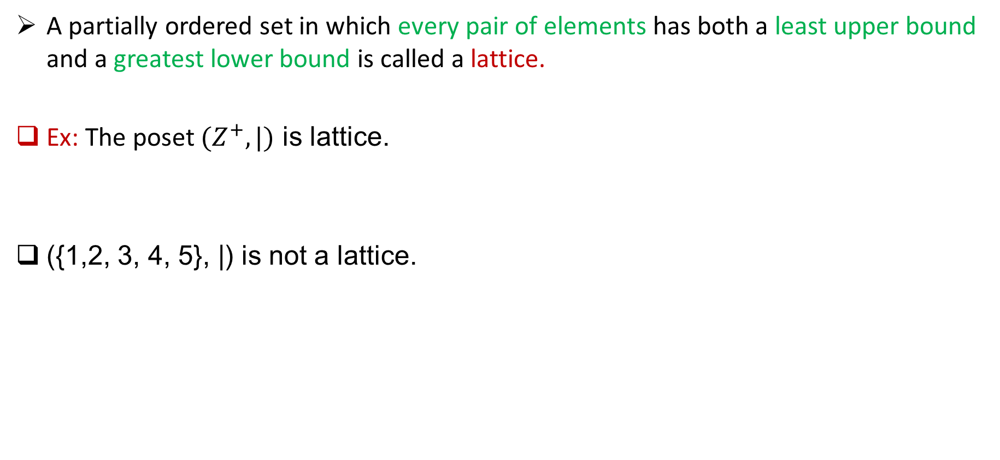 ➢ A partially ordered set in which every pair of elements has both a least upper bound
and a greatest lower bound is called a lattice.
❑ Ex: The poset (𝑍⁺,|) is lattice.
❑ ({1,2, 3, 4, 5}, |) is not a lattice.